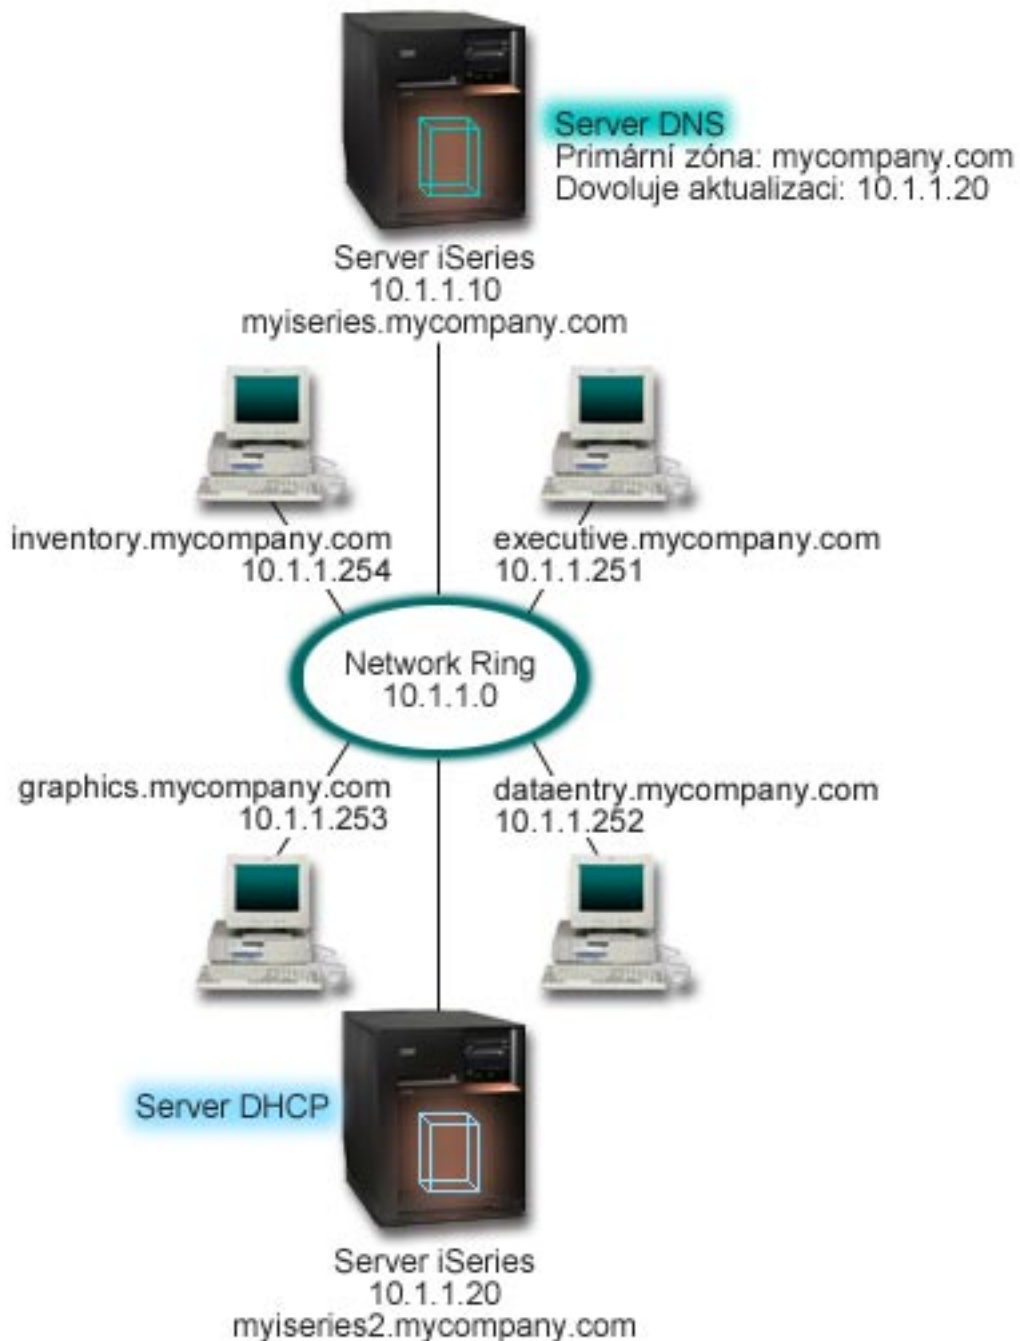 Server DNS
Primární zóna: mycompany.com
Dovoluje aktualizaci: 10.1.1.20
Server iSeries
10.1.1.10
myiseries.mycompany.com
inventory.mycompany.com
10.1.1.254
executive.mycompany.com
10.1.1.251
Network Ring
10.1.1.0
graphics.mycompany.com
10.1.1.253
dataentry.mycompany.com
10.1.1.252
Server DHCP
Server iSeries
10.1.1.20
myiseries2.mycompany.com